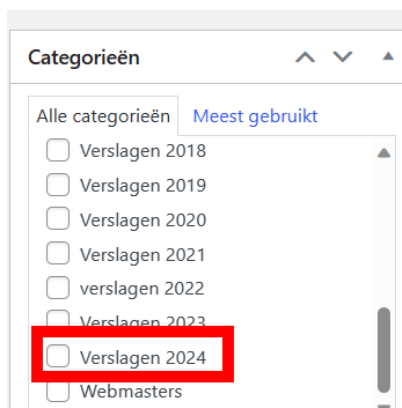 Categorieën
Alle categorieën Meest gebruikt
Verslagen 2018
Verslagen 2019
Verslagen 2020
Verslagen 2021
verslagen 2022
Verslagen 2023
Verslagen 2024
Webmasters